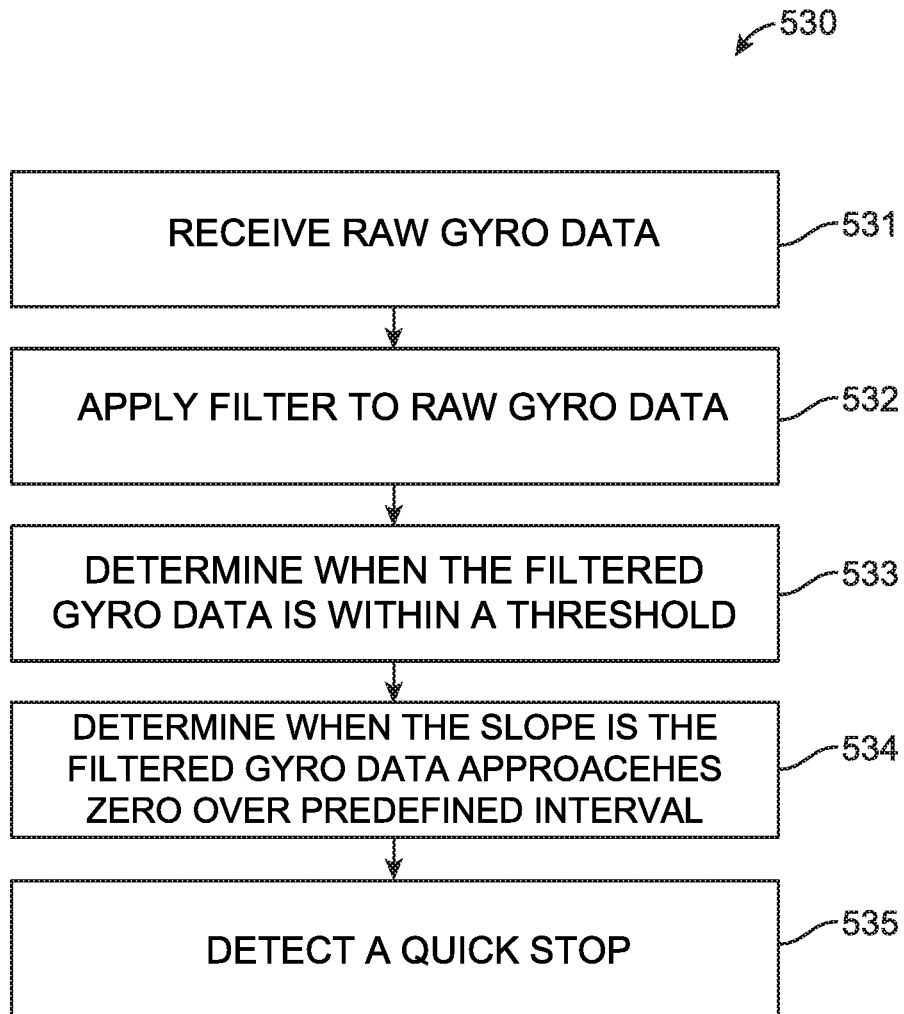 530
RECEIVE RAW GYRO DATA
531
APPLY FILTER TO RAW GYRO DATA
532
DETERMINE WHEN THE FILTERED
GYRO DATA IS WITHIN A THRESHOLD
533
DETERMINE WHEN THE SLOPE IS THE
FILTERED GYRO DATA APPROACEHES
ZERO OVER PREDEFINED INTERVAL
534
DETECT A QUICK STOP
535